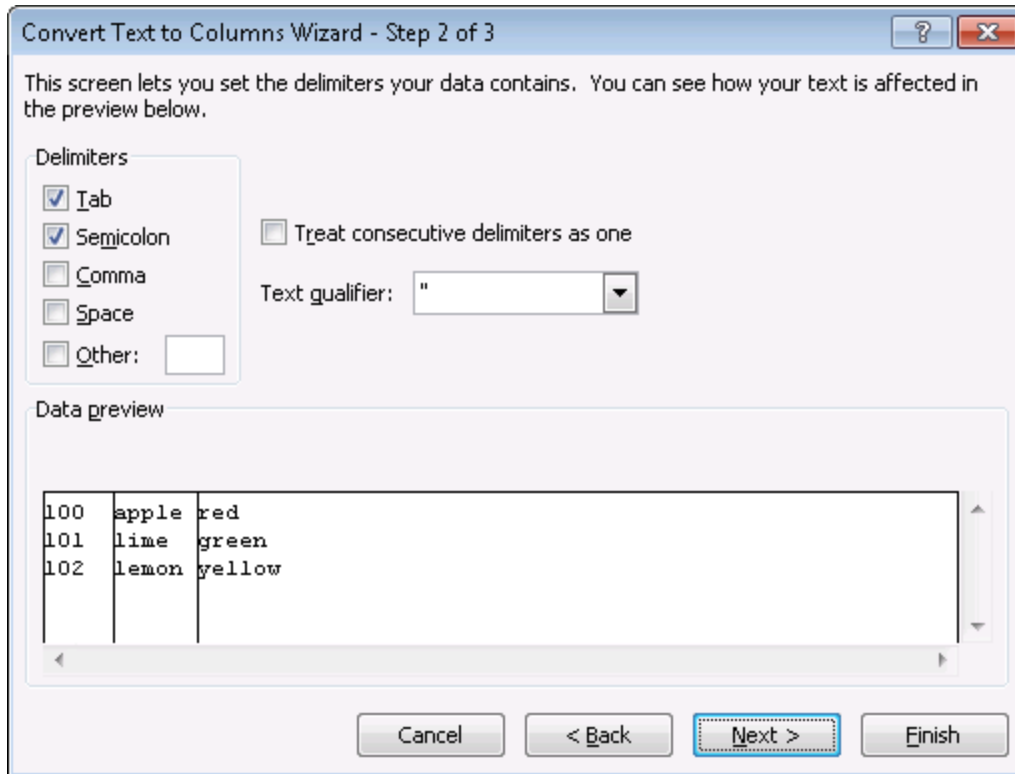 Convert Text to Columns Wizard - Step 2 of 3
This screen lets you set the delimiters your data contains.  You can see how your text is affected in
the preview below.
Delimiters
Tab
Semicolon
Comma
Space
Other:
Treat consecutive delimiters as one
Text qualifier: "
Data preview
100 apple red
101 lime green
102 lemon yellow
Cancel < Back Next > Finish